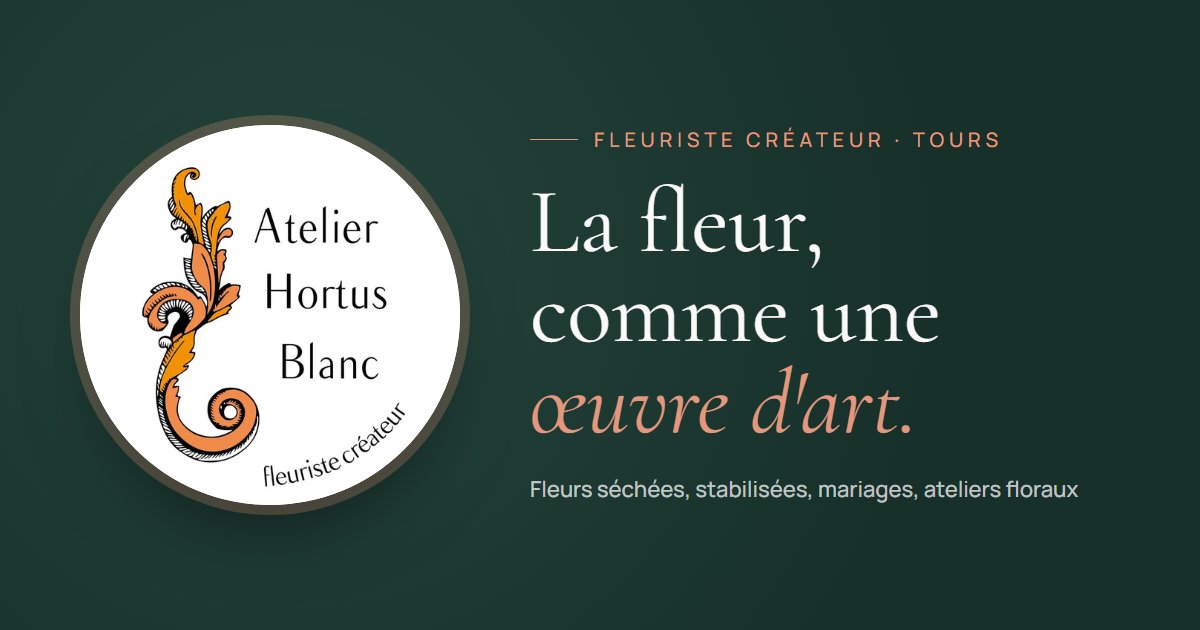 Atelier
Hortus
Blanc
fleuriste créateur
FLEURISTE CRÉATEUR · TOURS
La fleur,
comme une
œuvre d'art.
Fleurs séchées, stabilisées, mariages, ateliers floraux